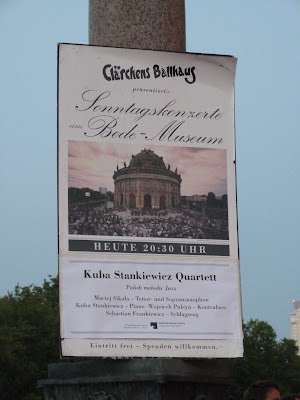 Clärchens Ballhaus
präsentiert:
Sonntagskonzerte
am Bode-Museum
HEUTE 20:30 UHR
Kuba Stankiewicz Quartett
Polish melodic Jazz
Maciej Sikała - Tenor- und Sopransaxophon
Kuba Stankiewicz - Piano Wojciech Pulcyn - Kontrabass
Sebastian Frankiewicz - Schlagzeug
Eintritt frei - Spenden willkommen.